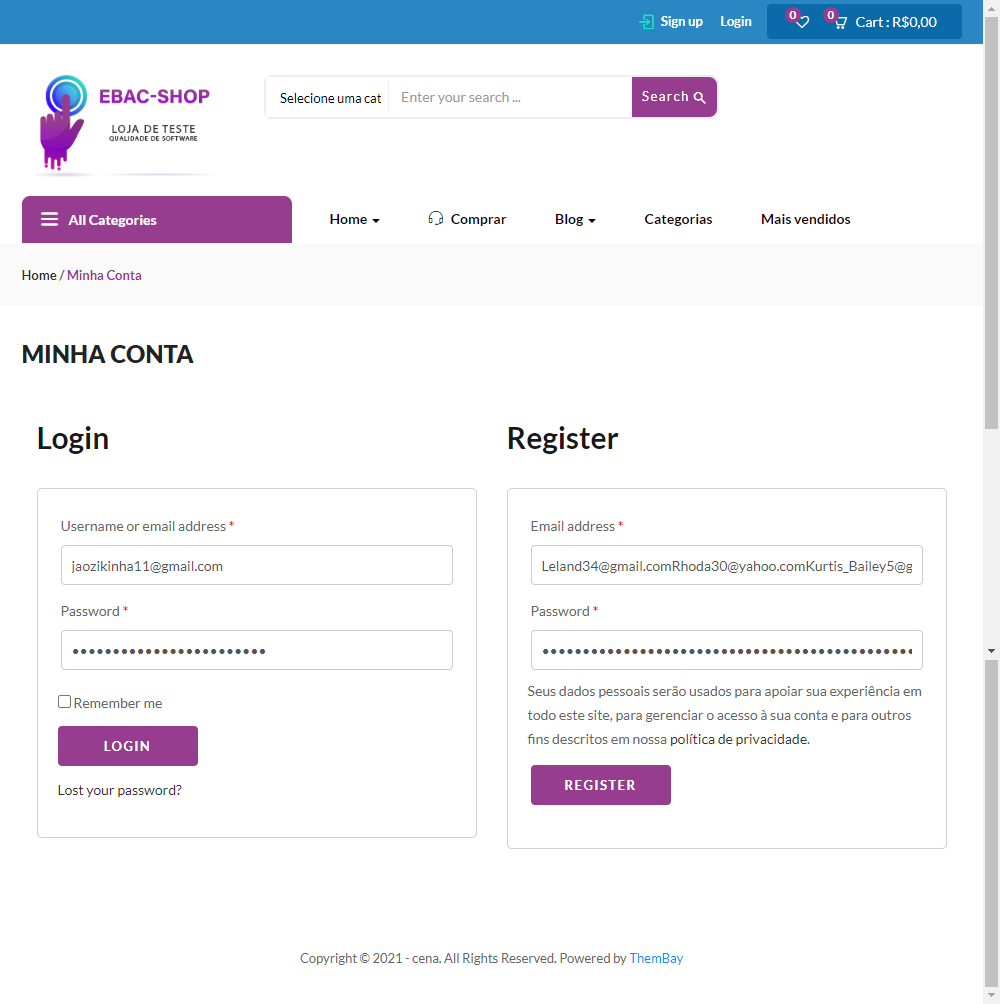 Sign up Login 0 0 Cart : R$0,00
EBAC-SHOP
LOJA DE TESTE
QUALIDADE DE SOFTWARE
Selecione uma cat Enter your search ... Search
All Categories Home Comprar Blog Categorias Mais vendidos
Home / Minha Conta
MINHA CONTA
Login
Username or email address *
jaozikinha11@gmail.com
Password *
Remember me
LOGIN
Lost your password?
Register
Email address *
Leland34@gmail.comRhoda30@yahoo.comKurtis_Bailey5@g
Password *
Seus dados pessoais serão usados para apoiar sua experiência em
todo este site, para gerenciar o acesso à sua conta e para outros
fins descritos em nossa política de privacidade.
REGISTER
Copyright © 2021 - cena. All Rights Reserved. Powered by ThemBay